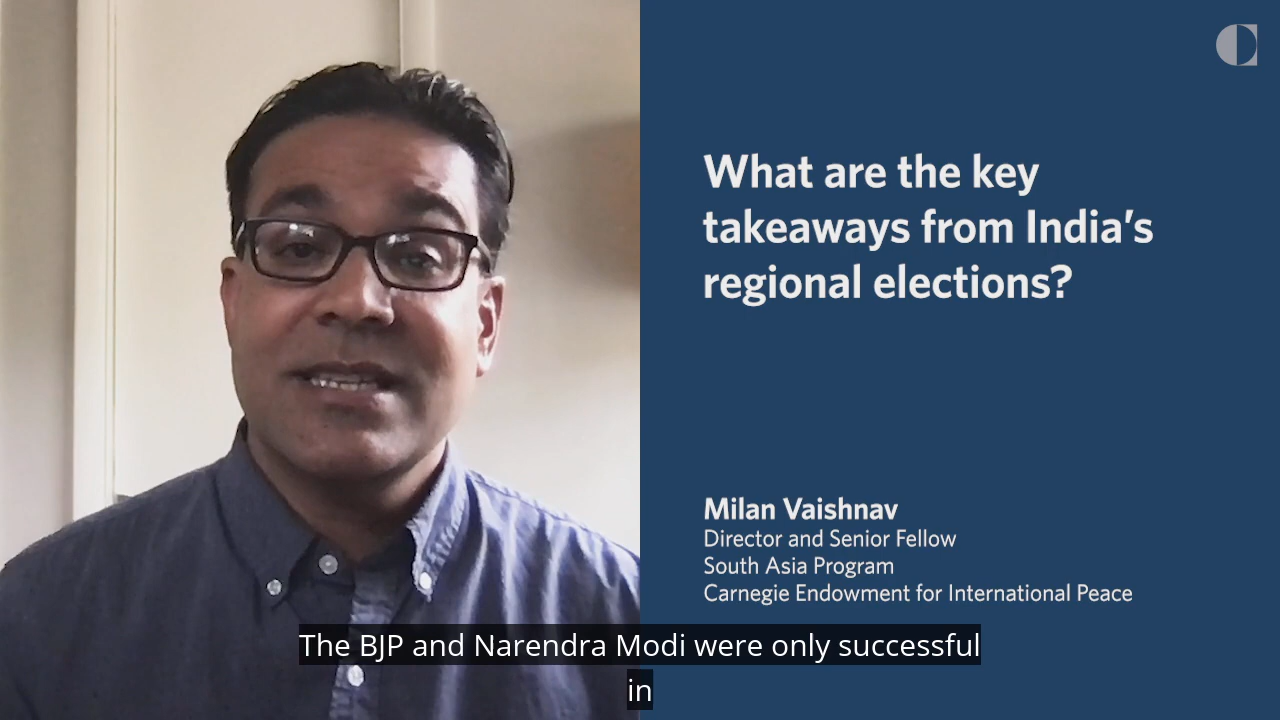 What are the key
takeaways from India's
regional elections?
Milan Vaishnav
Director and Senior Fellow
South Asia Program
Carnegie Endowment for International Peace
The BJP and Narendra Modi were only successful
in